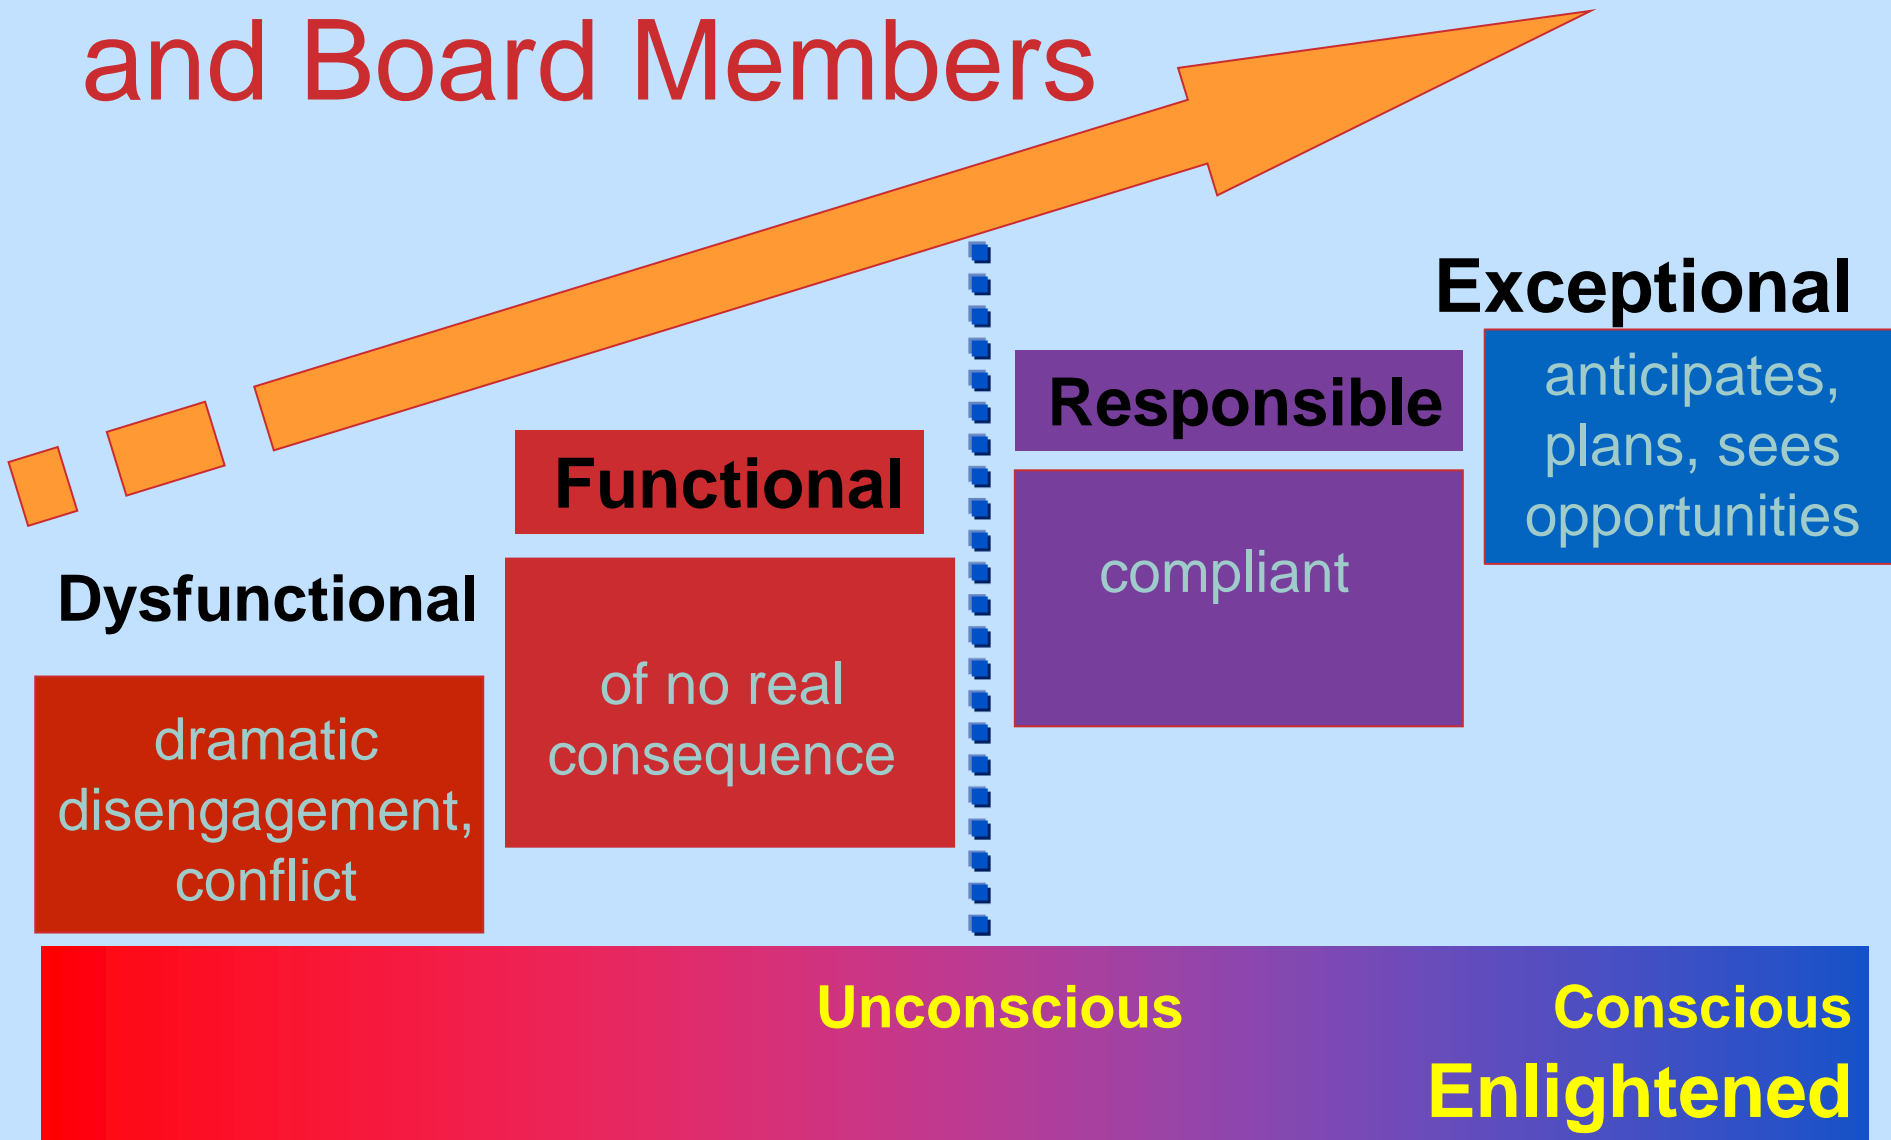 and Board Members
Dysfunctional
dramatic
disengagement,
conflict
Functional
of no real
consequence
Responsible
compliant
Exceptional
anticipates,
plans, sees
opportunities
Unconscious
Conscious
Enlightened